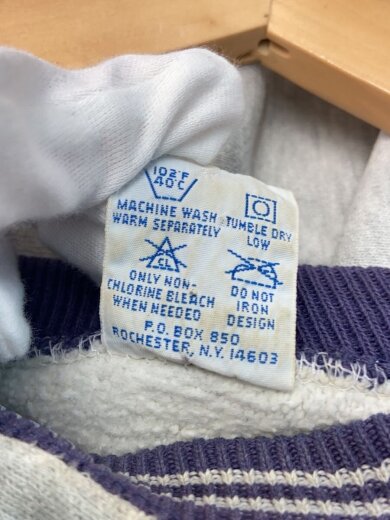 102°F
40°C
MACHINE WASH
WARM SEPARATELY
TUMBLE DRY
LOW
CL
ONLY NON-
CHLORINE BLEACH
WHEN NEEDED
DO NOT
IRON
DESIGN
P.O. BOX 850
ROCHESTER, N.Y. 14603